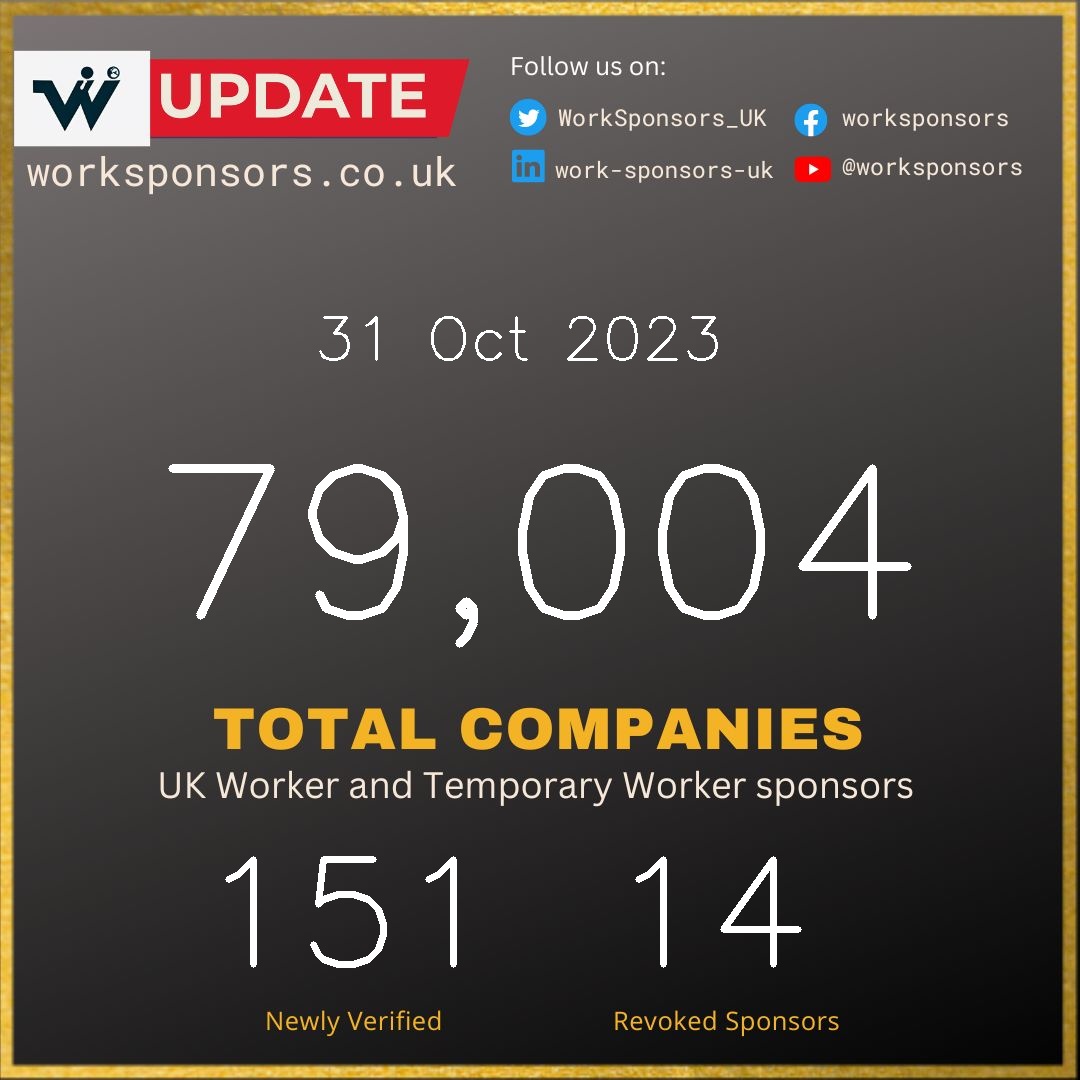 UPDATE
worksponsors.co.uk
Follow us on:
WorkSponsors_UK
worksponsors
work-sponsors-uk
@worksponsors
31 Oct 2023
79,004
TOTAL COMPANIES
UK Worker and Temporary Worker sponsors
151 14
Newly Verified Revoked Sponsors